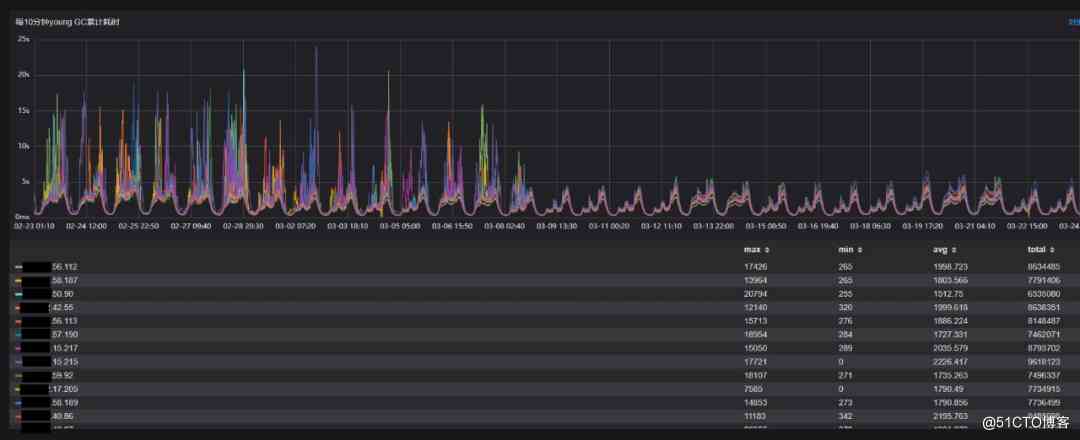 每10分钟young GC累计耗时
25s
20s
15s
10s
5s
0ms
02-23 01:10 02-24 12:00 02-25 22:50 02-27 09:40 02-28 20:30 03-02 07:20 03-03 18:10 03-05 05:00 03-06 15:50 03-08 02:40 03-09 13:30 03-11 00:20 03-12 11:10 03-13 22:00 03-15 08:50 03-16 19:40 03-18 06:30 03-19 17:20 03-21 04:10 03-22 15:00 03-24
max min avg total
.56.112 17426 265 1998.723 8634485
.58.187 13964 265 1803.566 7791406
.50.90 20794 255 1512.75 6535080
.42.55 12140 320 1999.618 8638351
.56.113 15713 276 1886.224 8148487
.67.190 284 1727.331 7462071
.15.217 15050 289 2035.579 8793702
.15.215 17721 0 2226.417 9618123
.59.92 18107 271 1735.263 7496337
.17.205 7585 0 1790.49 7734915
.58.189 14853 273 1790.856 7736499
.40.86 11183 342 2195.763
@51CTO博客